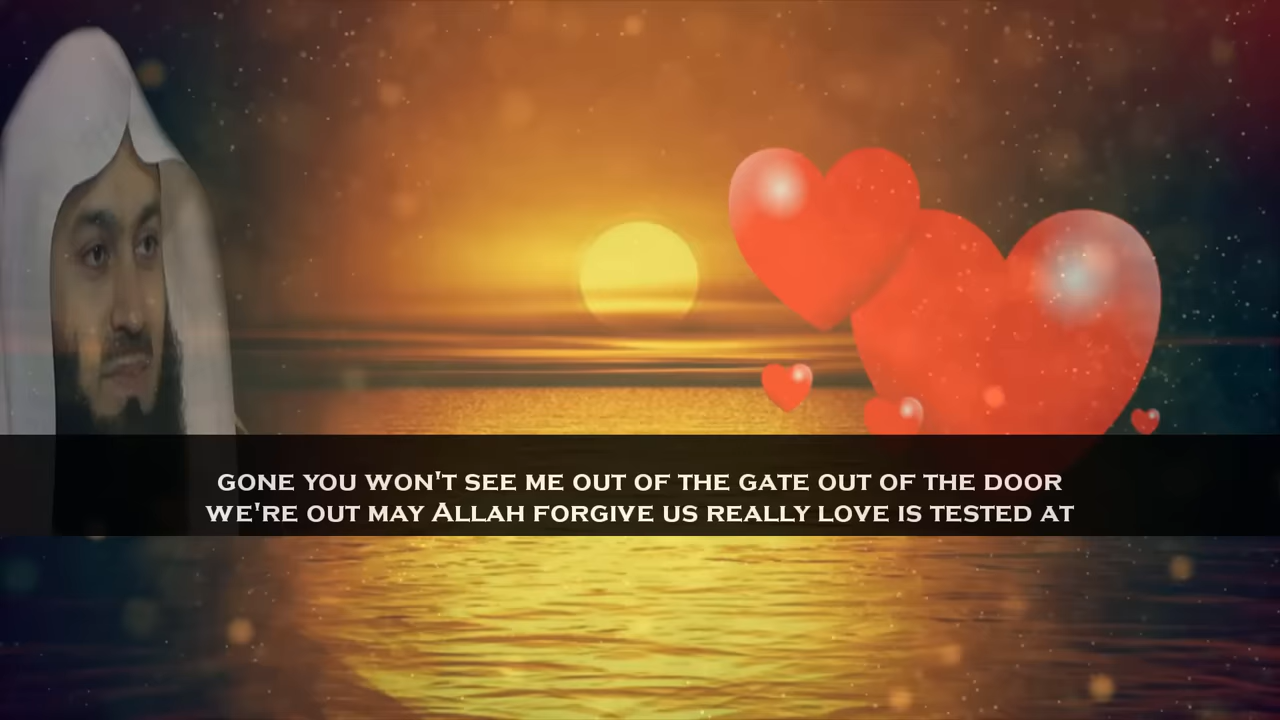 GONE YOU WON'T SEE ME OUT OF THE GATE OUT OF THE DOOR
WE'RE OUT MAY ALLAH FORGIVE US REALLY LOVE IS TESTED AT